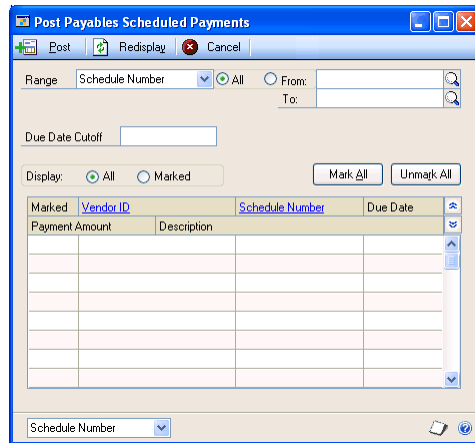 Post Payables Scheduled Payments
Post Redisplay Cancel
Range Schedule Number All From:
To:
Due Date Cutoff
Display: All Marked Mark All Unmark All
Marked Vendor ID Schedule Number Due Date
Payment Amount Description
Schedule Number